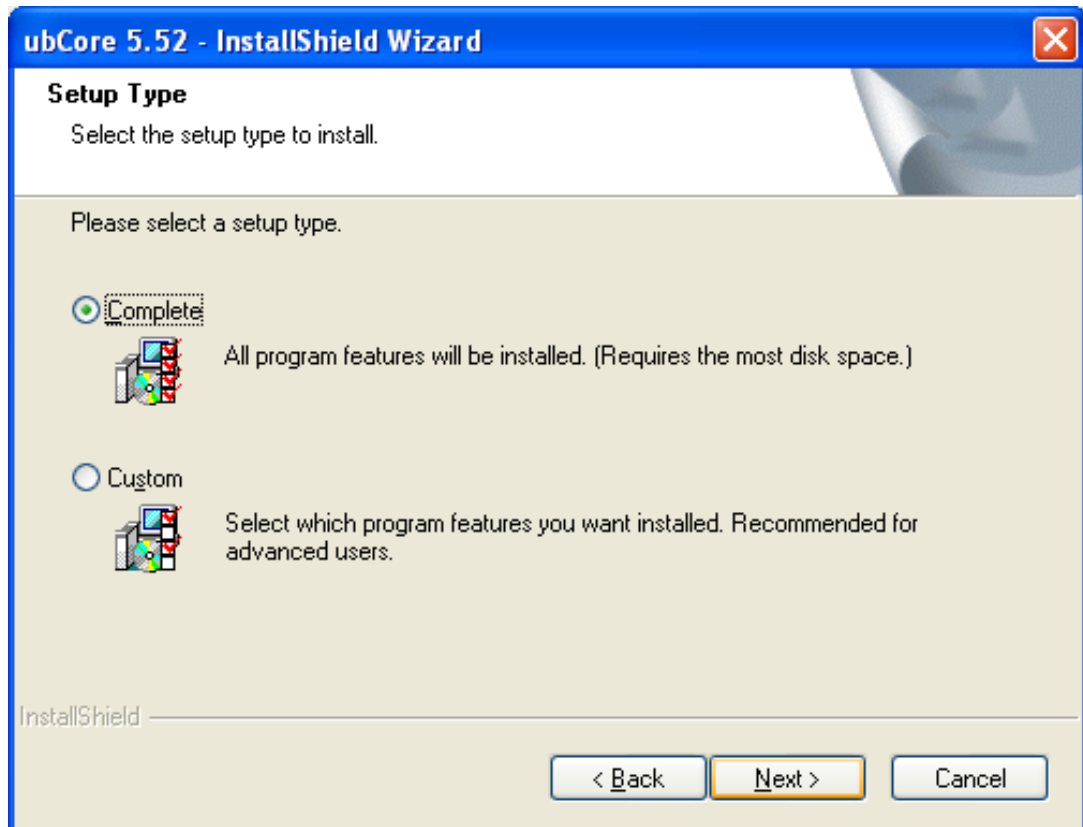 ubCore 5.52 - InstallShield Wizard
Setup Type
Select the setup type to install.
Please select a setup type.
Complete
All program features will be installed. (Requires the most disk space.)
Custom
Select which program features you want installed. Recommended for
advanced users.
InstallShield
< Back Next > Cancel